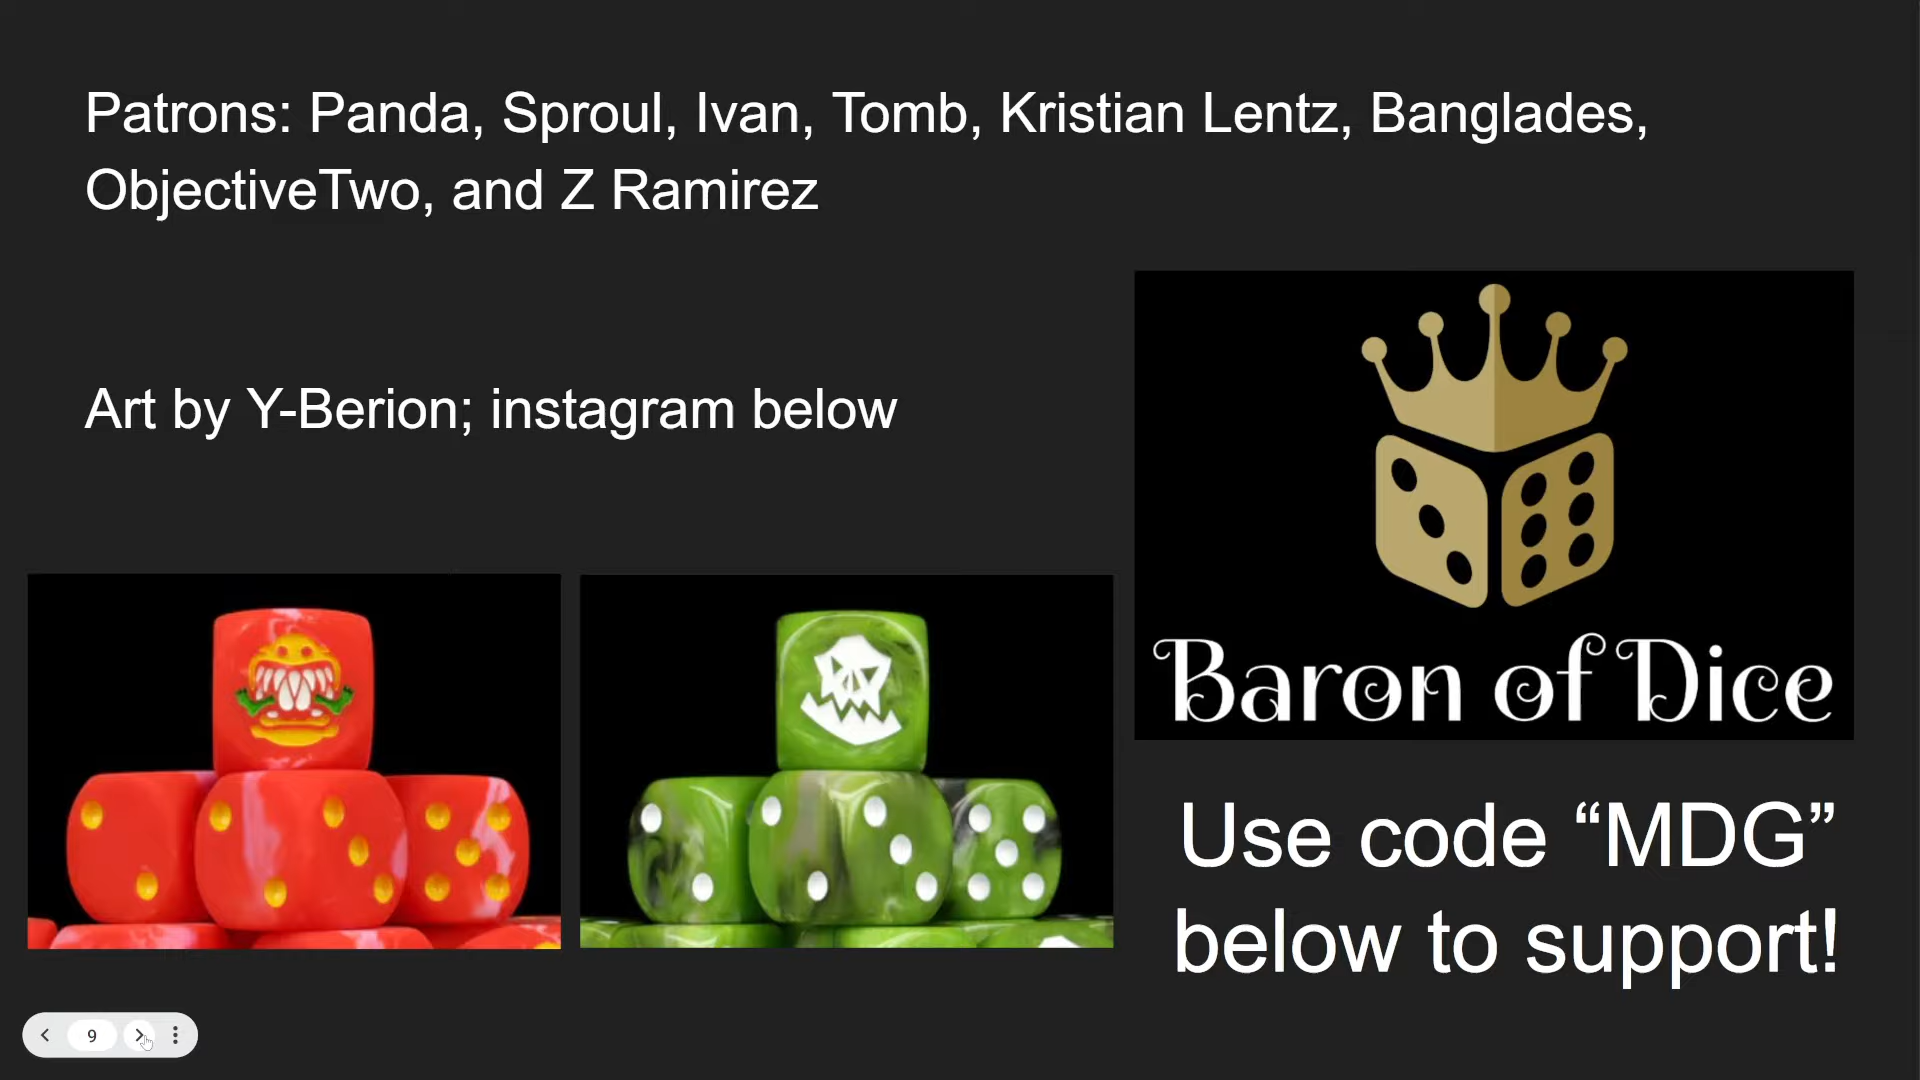 Patrons: Panda, Sproul, Ivan, Tomb, Kristian Lentz, Banglades,
ObjectiveTwo, and Z Ramirez
Art by Y-Berion; instagram below
Baron of Dice
Use code “MDG”
below to support!
9